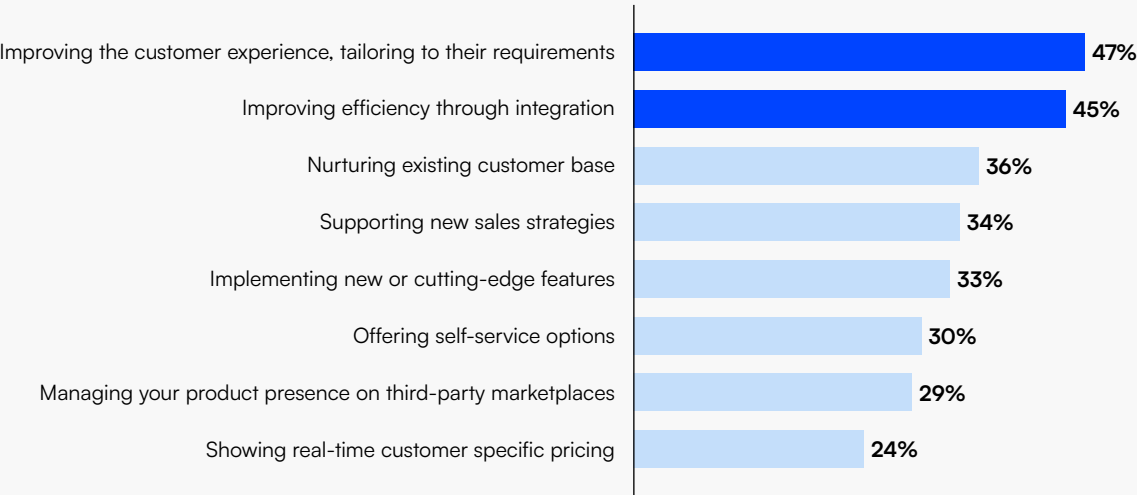 Improving the customer experience, tailoring to their requirements 47%
Improving efficiency through integration 45%
Nurturing existing customer base 36%
Supporting new sales strategies 34%
Implementing new or cutting-edge features 33%
Offering self-service options 30%
Managing your product presence on third-party marketplaces 29%
Showing real-time customer specific pricing 24%